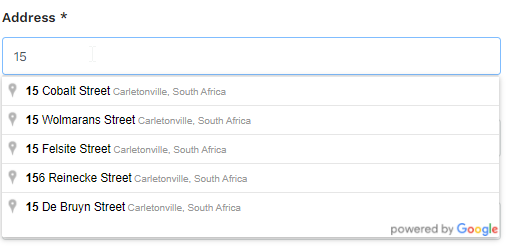 Address *
15
15 Cobalt Street Carletonville, South Africa
15 Wolmarans Street Carletonville, South Africa
15 Felsite Street Carletonville, South Africa
156 Reinecke Street Carletonville, South Africa
15 De Bruyn Street Carletonville, South Africa
powered by Google